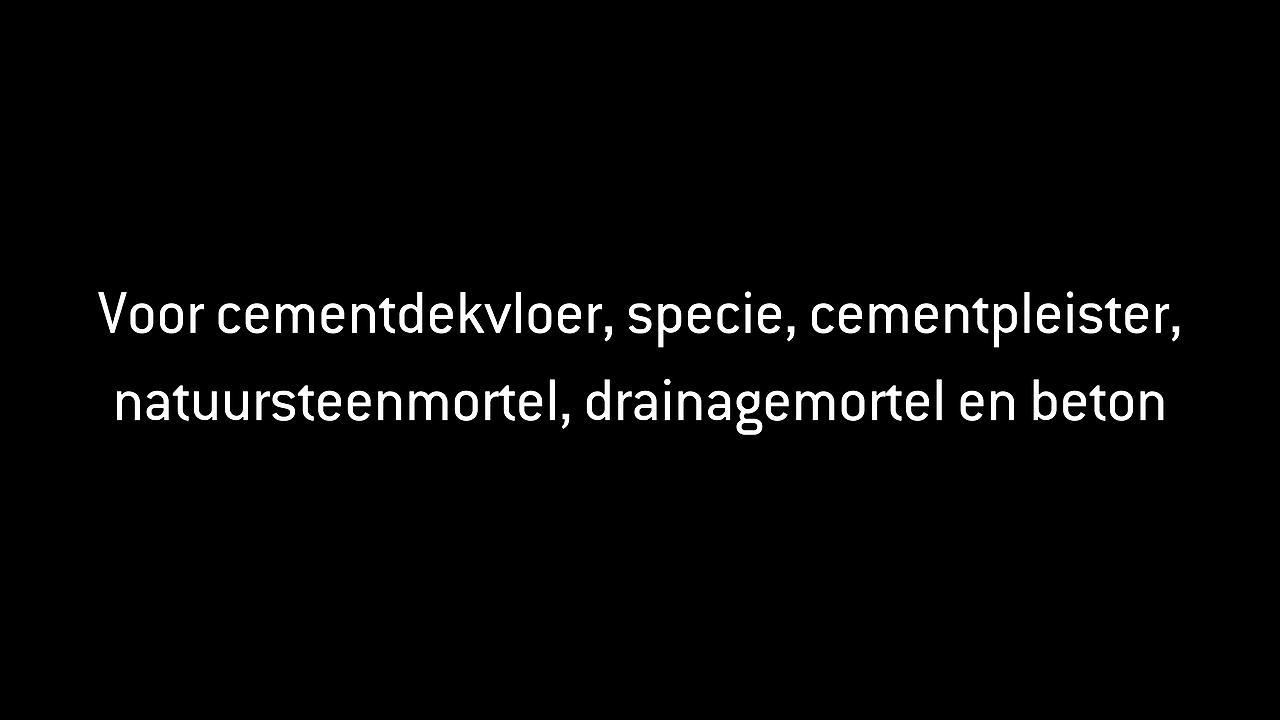 Voor cementdekvloer, specie, cementpleister,
natuursteenmortel, drainagemortel en beton